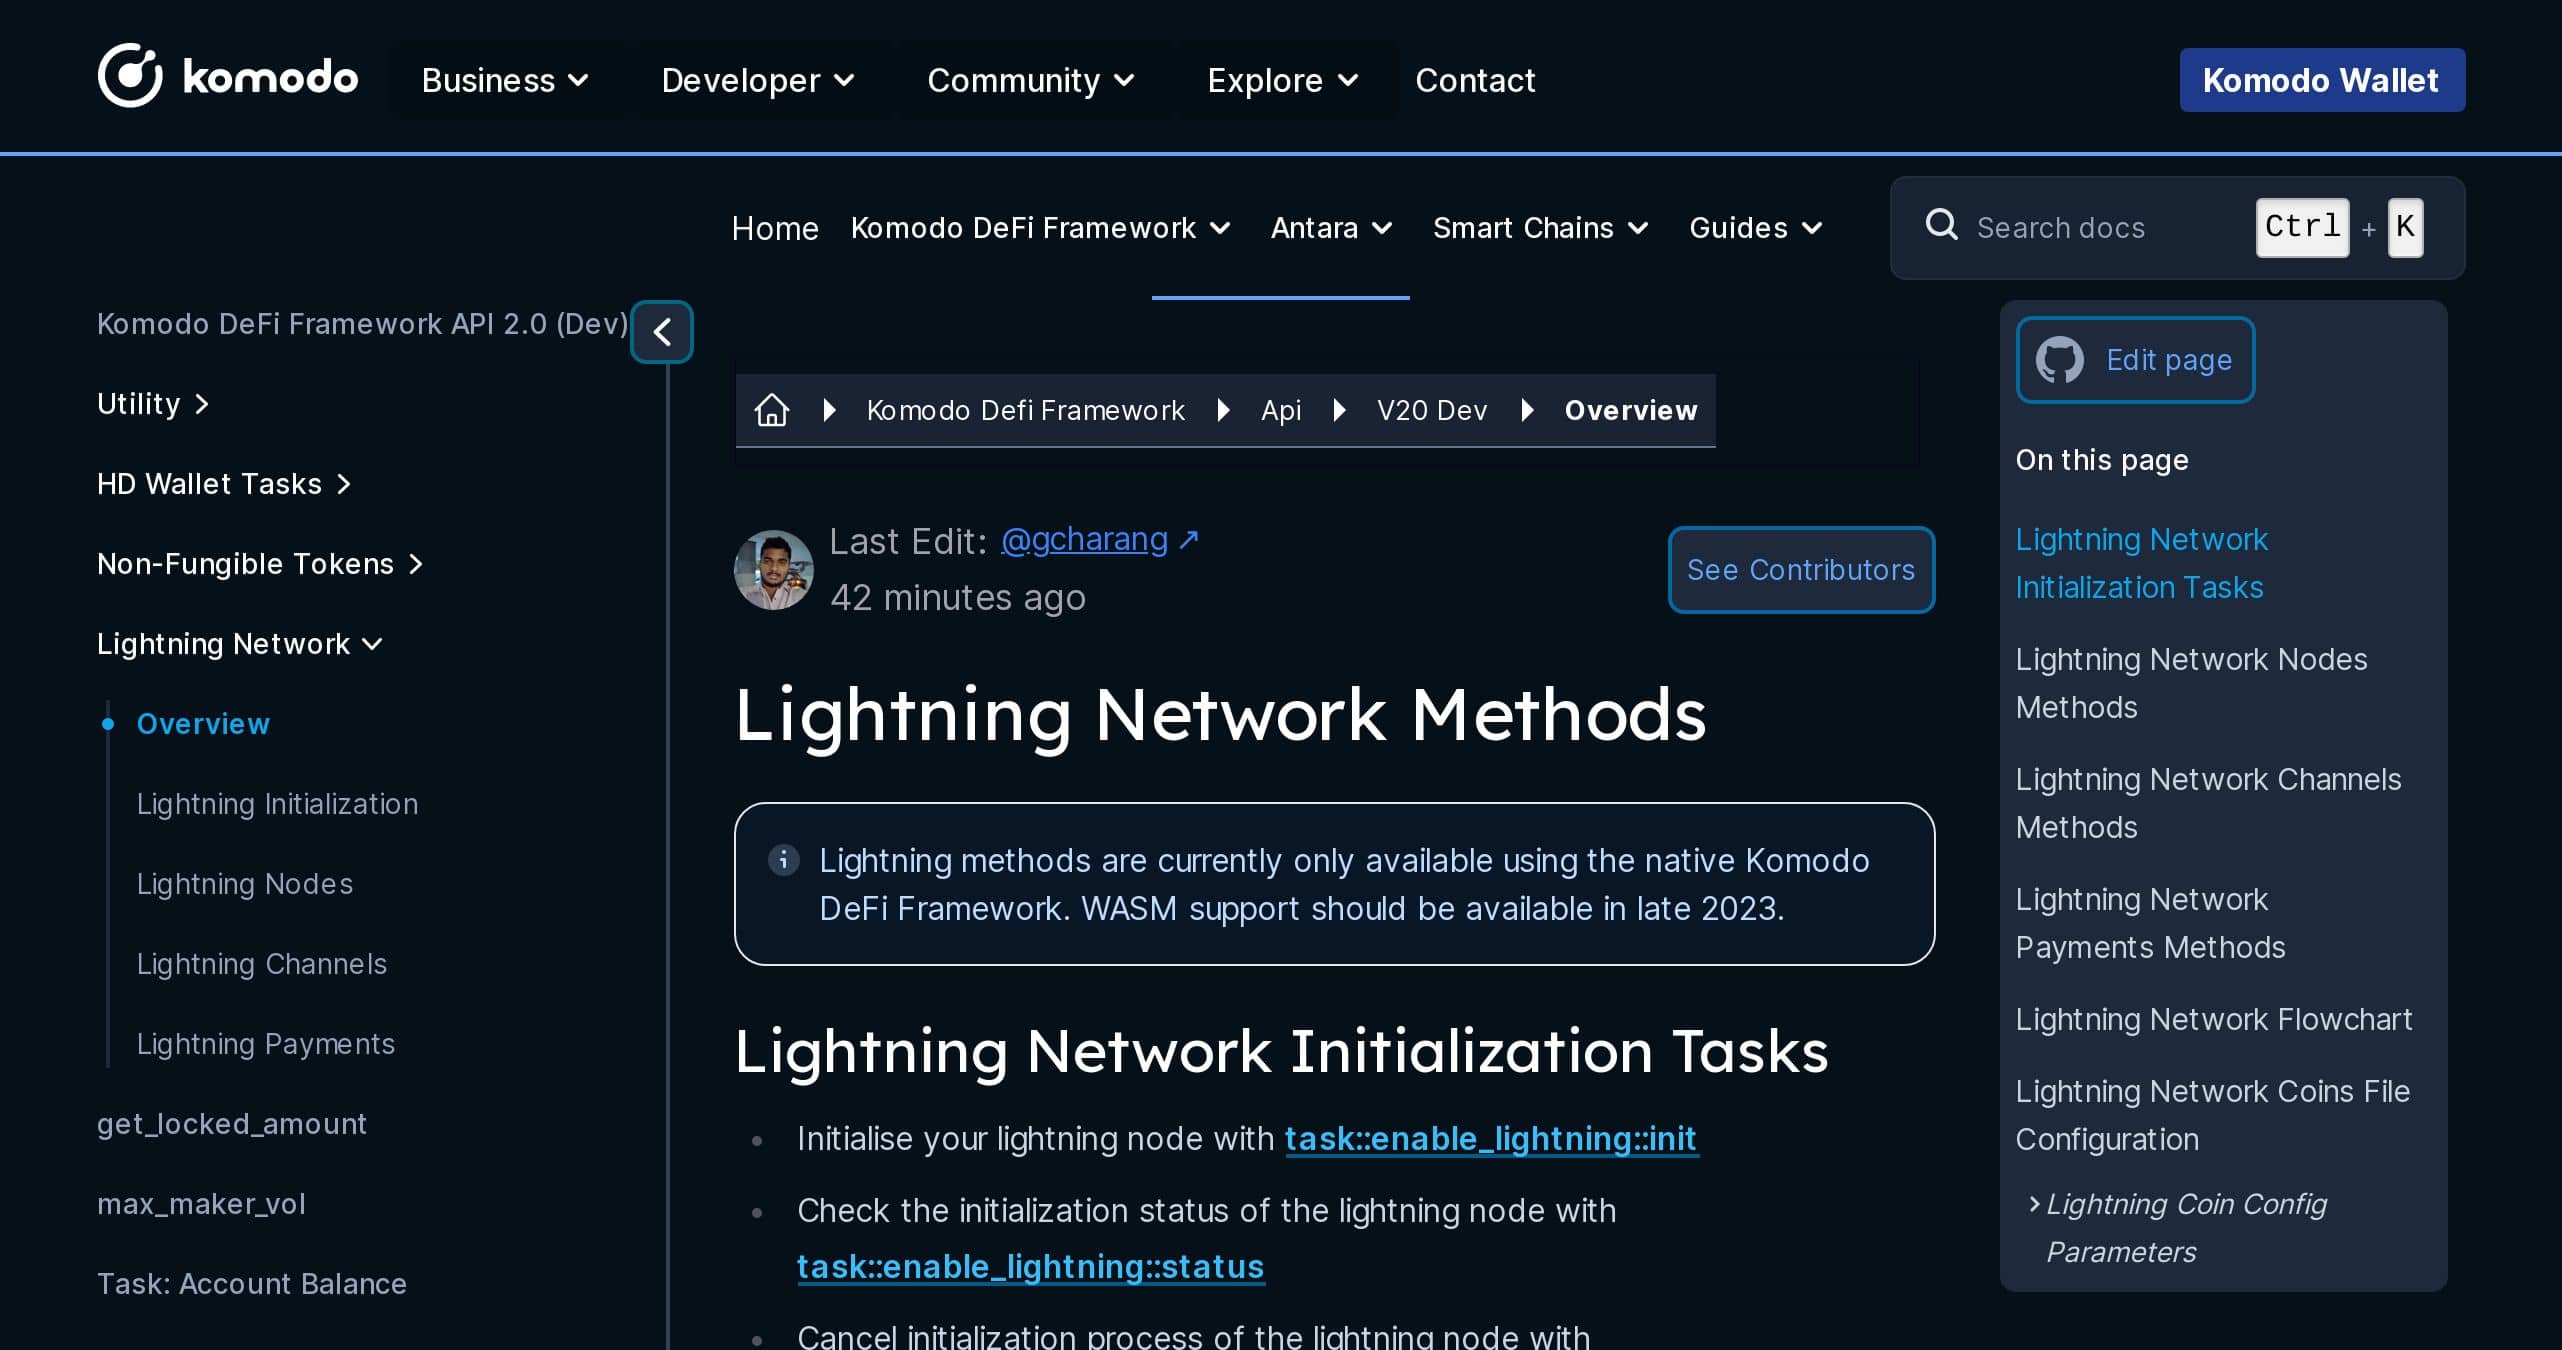 komodo
Business
Developer
Community
Explore
Contact
Komodo Wallet
Home
Komodo DeFi Framework
Antara
Smart Chains
Guides
Search docs
Ctrl + K
Komodo DeFi Framework API 2.0 (Dev)
Utility
HD Wallet Tasks
Non-Fungible Tokens
Lightning Network
Overview
Lightning Initialization
Lightning Nodes
Lightning Channels
Lightning Payments
get_locked_amount
max_maker_vol
Task: Account Balance
Komodo Defi Framework
Api
V20 Dev
Overview
Last Edit: @gcharang ↗
42 minutes ago
See Contributors
Lightning Network Methods
Lightning methods are currently only available using the native Komodo
DeFi Framework. WASM support should be available in late 2023.
Lightning Network Initialization Tasks
Initialise your lightning node with task::enable_lightning::init
Check the initialization status of the lightning node with
task::enable_lightning::status
Cancel initialization process of the lightning node with
Edit page
On this page
Lightning Network
Initialization Tasks
Lightning Network Nodes
Methods
Lightning Network Channels
Methods
Lightning Network
Payments Methods
Lightning Network Flowchart
Lightning Network Coins File
Configuration
Lightning Coin Config
Parameters